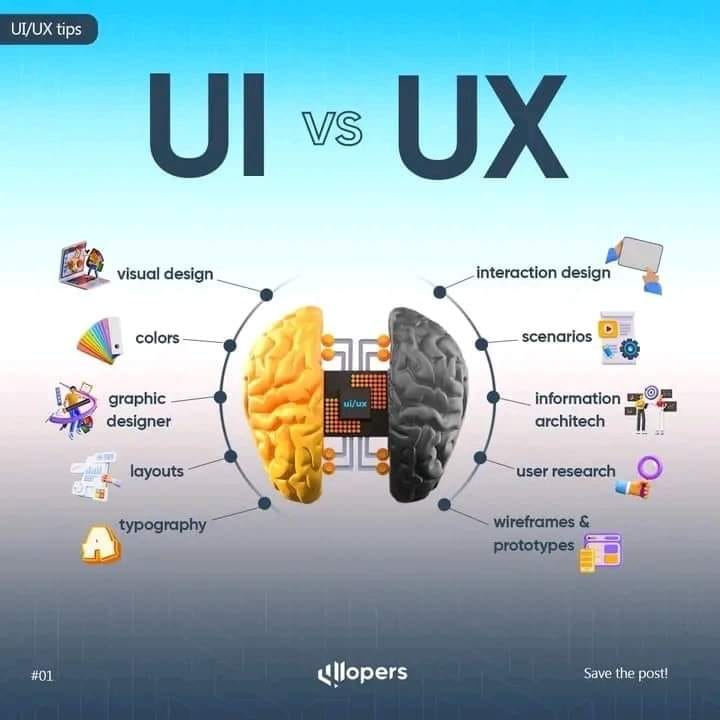 UI/UX tips
UI vs UX
visual design
colors
graphic
designer
layouts
typography
ui/ux
interaction design
scenarios
information
architech
user research
wireframes &
prototypes
#01
Save the post!